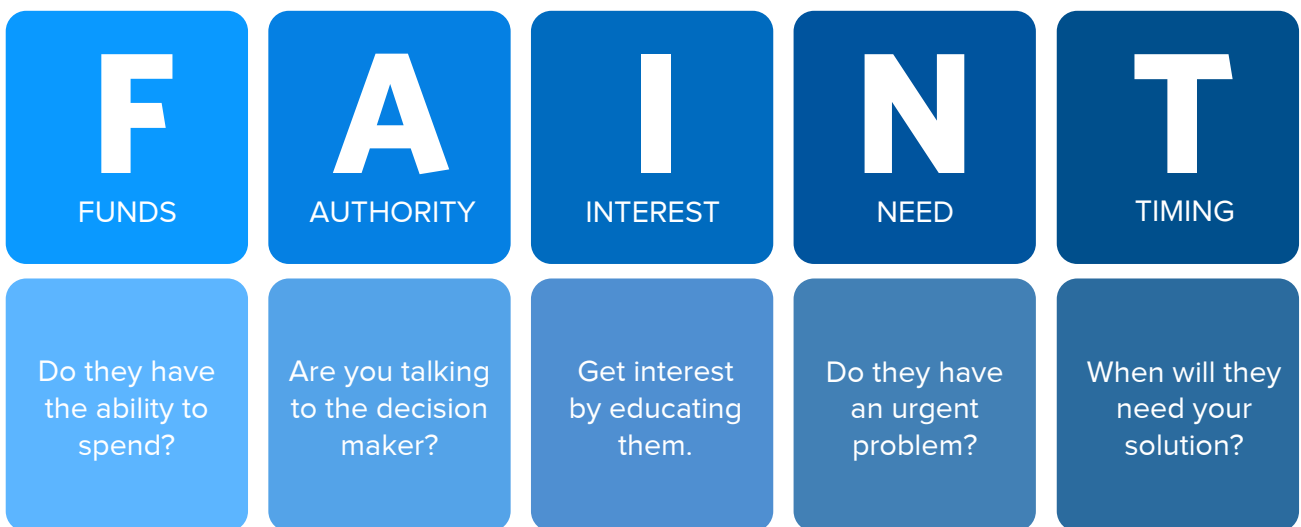 F
FUNDS
Do they have
the ability to
spend?
A
AUTHORITY
Are you talking
to the decision
maker?
I
INTEREST
Get interest
by educating
them.
N
NEED
Do they have
an urgent
problem?
T
TIMING
When will they
need your
solution?